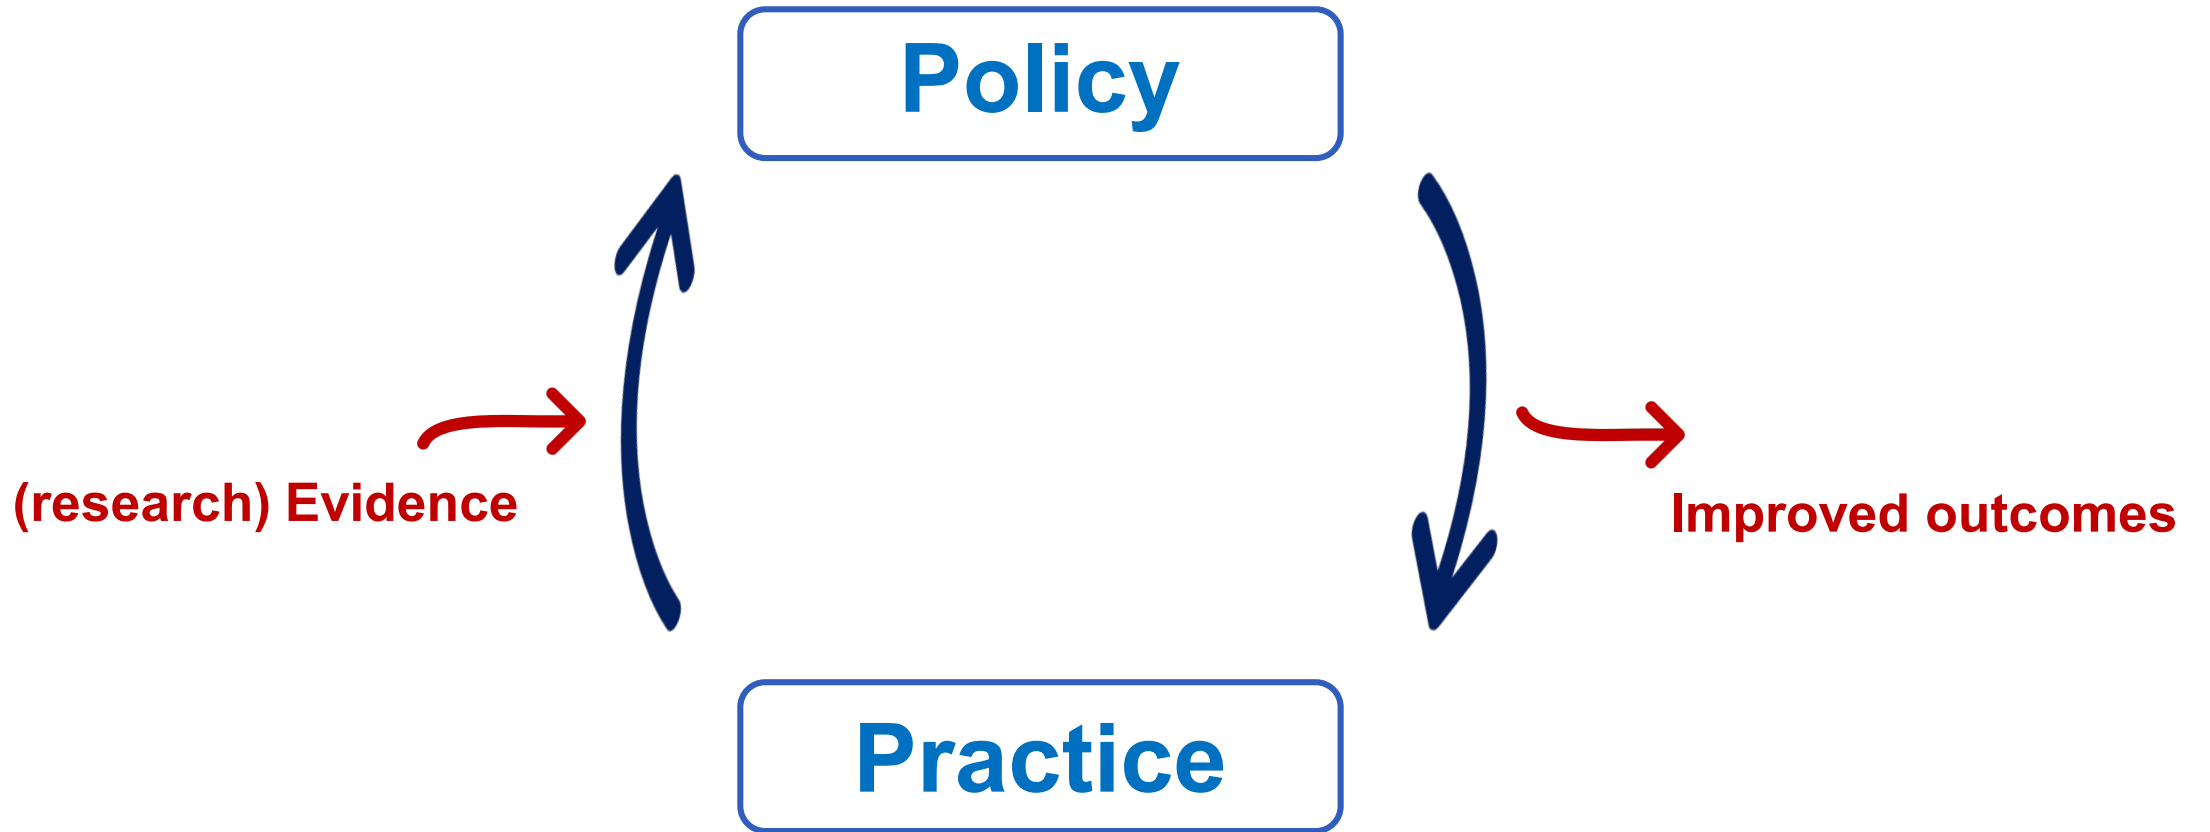 Policy
(research) Evidence
Improved outcomes
Practice